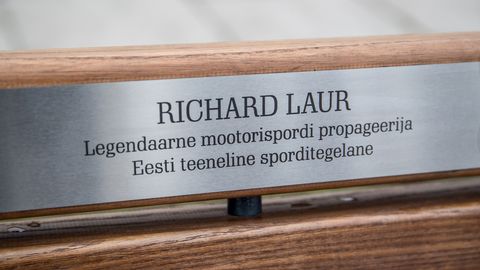 RICHARD LAUR
Legendaarne mootorispordi propageerija
Eesti teeneline sporditegelane